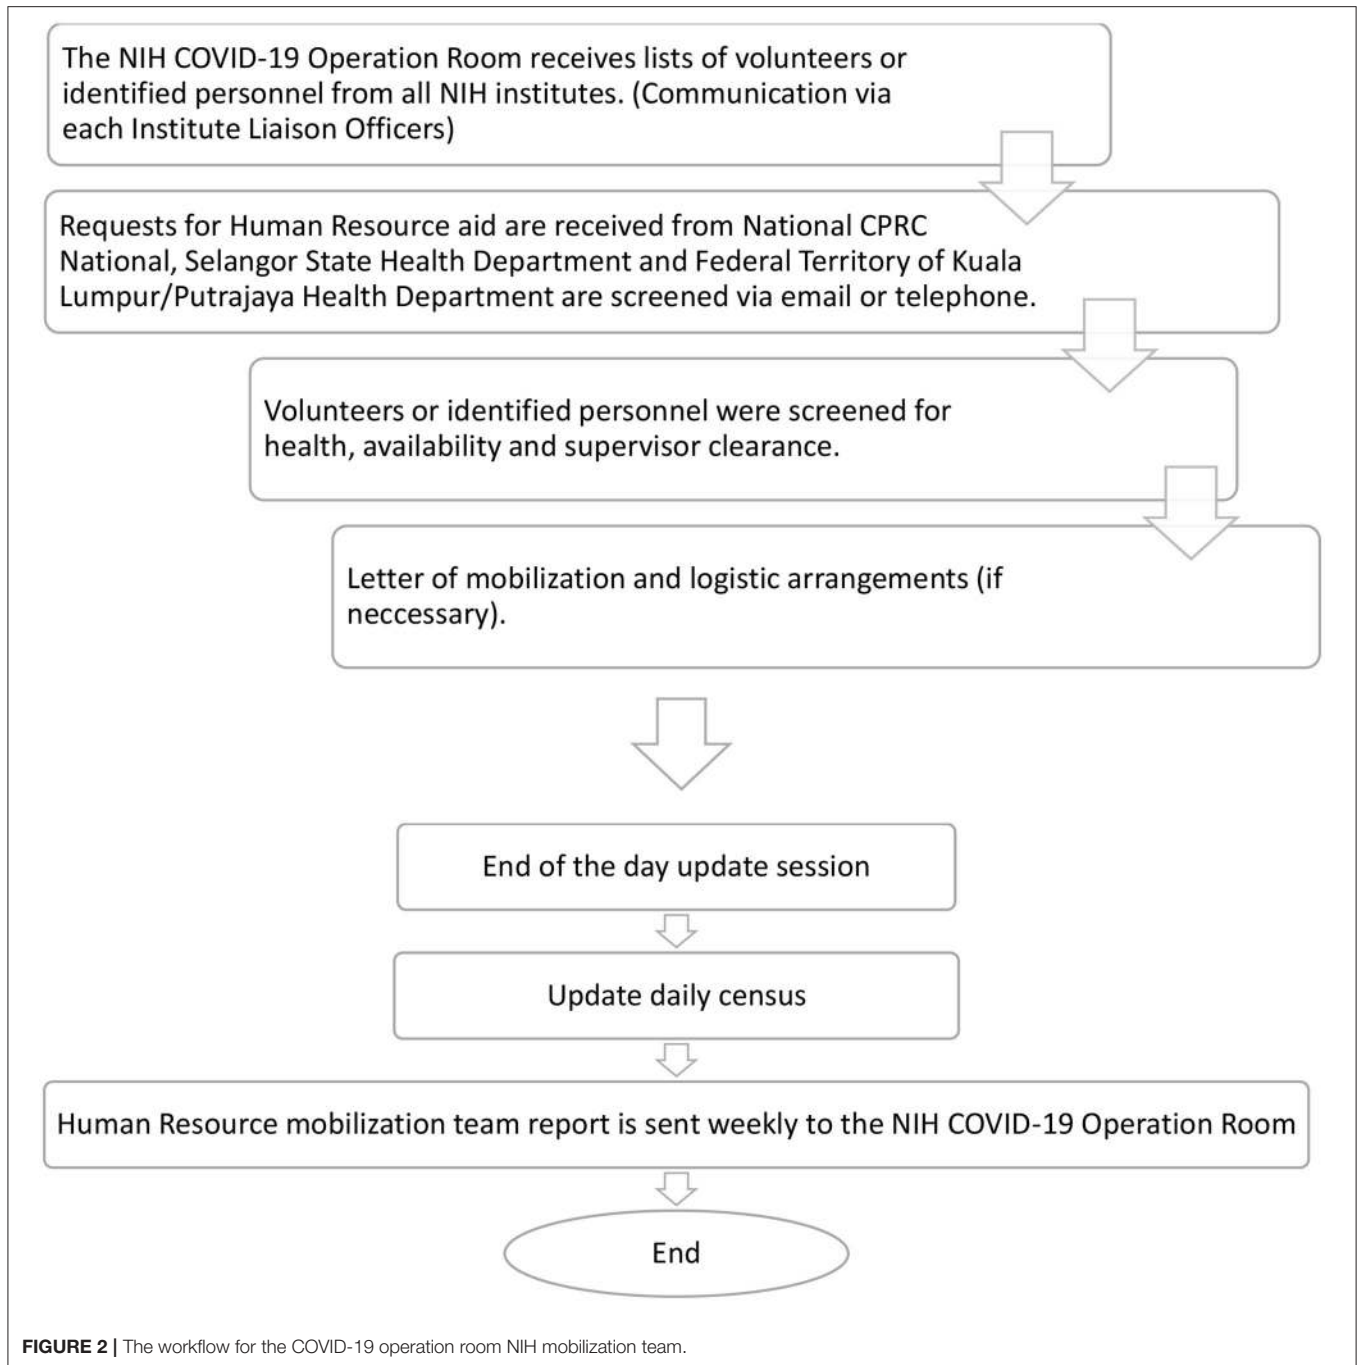 The NIH COVID-19 Operation Room receives lists of volunteers or
identified personnel from all NIH institutes. (Communication via
each Institute Liaison Officers)
Requests for Human Resource aid are received from National CPRC
National, Selangor State Health Department and Federal Territory of Kuala
Lumpur/Putrajaya Health Department are screened via email or telephone.
Volunteers or identified personnel were screened for
health, availability and supervisor clearance.
Letter of mobilization and logistic arrangements (if
neccessary).
End of the day update session
Update daily census
Human Resource mobilization team report is sent weekly to the NIH COVID-19 Operation Room
End
FIGURE 2 | The workflow for the COVID-19 operation room NIH mobilization team.